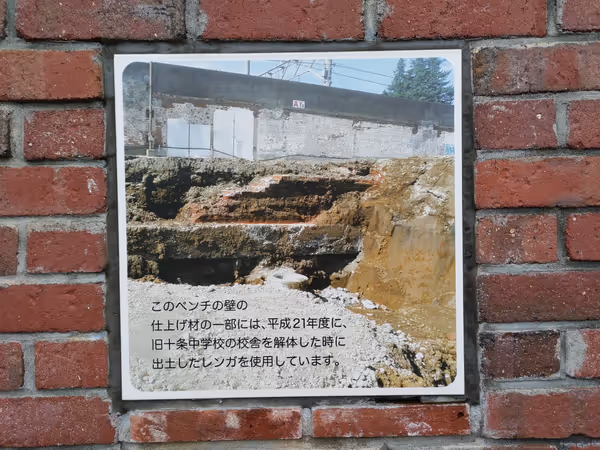 このベンチの壁の
仕上げ材の一部には、平成21年度に、
旧十条中学校の校舎を解体した時に
出土したレンガを使用しています。